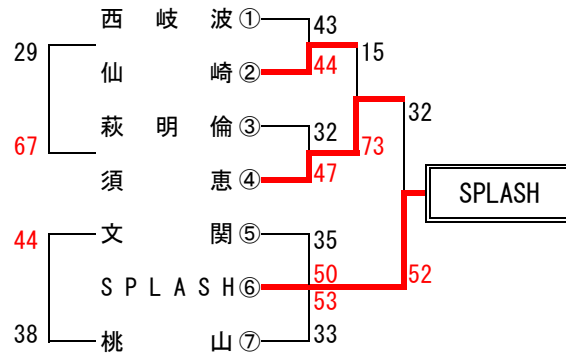 西岐波① 43
29 15
仙崎② 44
萩明倫③ 32 32
67 73
須恵④ 47
SPLASH
44 文関⑤ 35
50
SPLASH⑥ 52
53
38 桃山⑦ 33